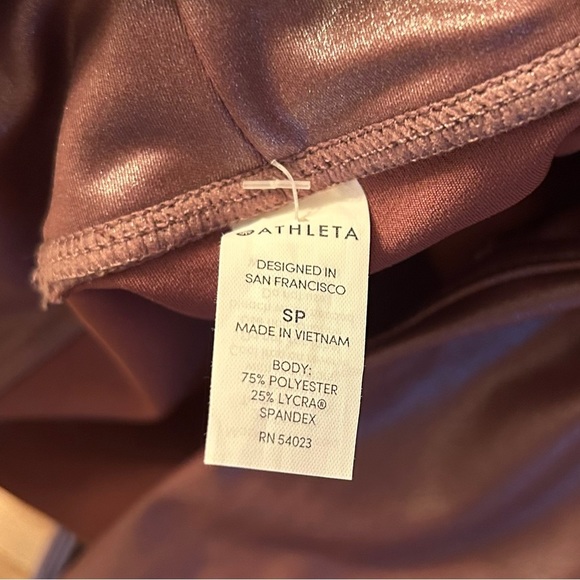 ATHLETA
DESIGNED IN
SAN FRANCISCO
SP
MADE IN VIETNAM
BODY:
75% POLYESTER
25% LYCRA®
SPANDEX
RN 54023